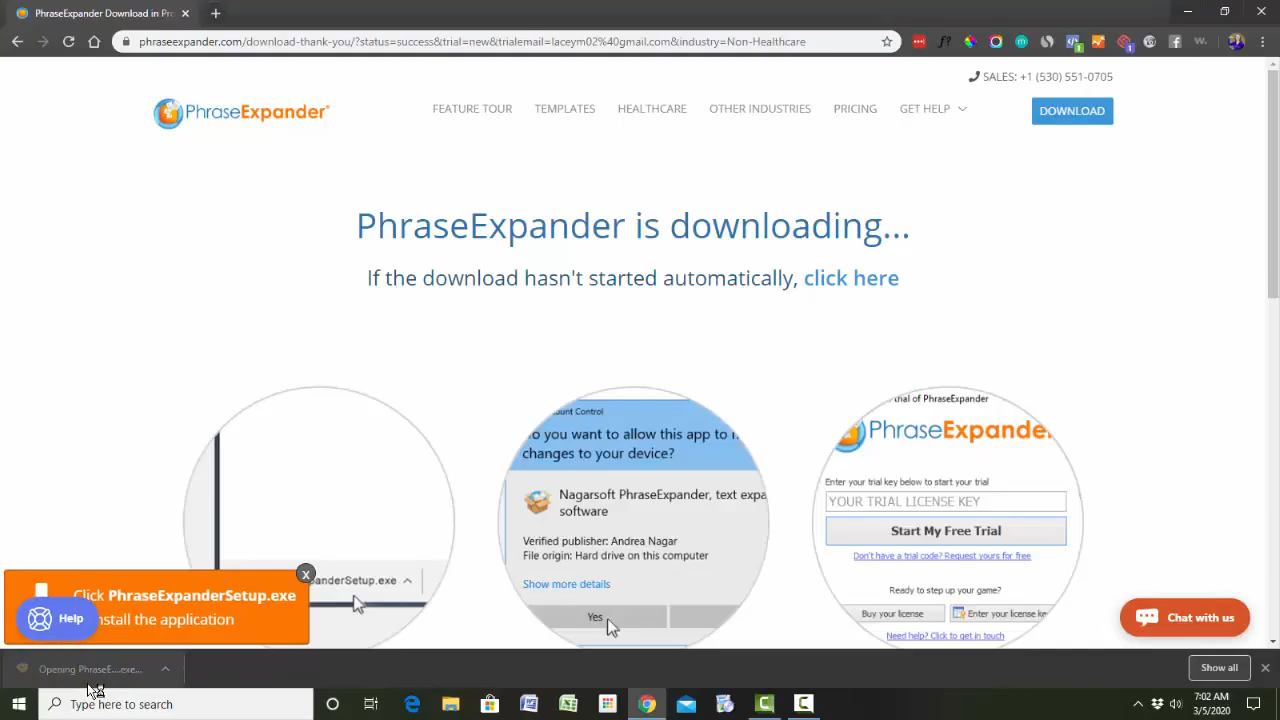 PhraseExpander Download in Pro
phraseexpander.com/download-thank-you/?status=success&trial=new&trialemail=laceym02%40gmail.com&industry=Non-Healthcare
SALES: +1 (530) 551-0705
PhraseExpander®
FEATURE TOUR
TEMPLATES
HEALTHCARE
OTHER INDUSTRIES
PRICING
GET HELP
DOWNLOAD
PhraseExpander is downloading...
If the download hasn't started automatically, click here
panderSetup.exe
ount Control
o you want to allow this app to
changes to your device?
Nagarsoft PhraseExpander, text expa
software
Verified publisher: Andrea Nagar
File origin: Hard drive on this computer
Show more details
Yes
rial of PhraseExpander
PhraseExpander
Enter your trial key below to start your trial
YOUR TRIAL LICENSE KEY
Start My Free Trial
Don't have a trial code? Request yours for free
Ready to step up your game?
Buy your license
Enter your license key
Need help? Click to get in touch
X
Click PhraseExpanderSetup.exe
install the application
Help
Chat with us
Opening PhraseE....exe...
Show all
Type here to search
7:02 AM
3/5/2020